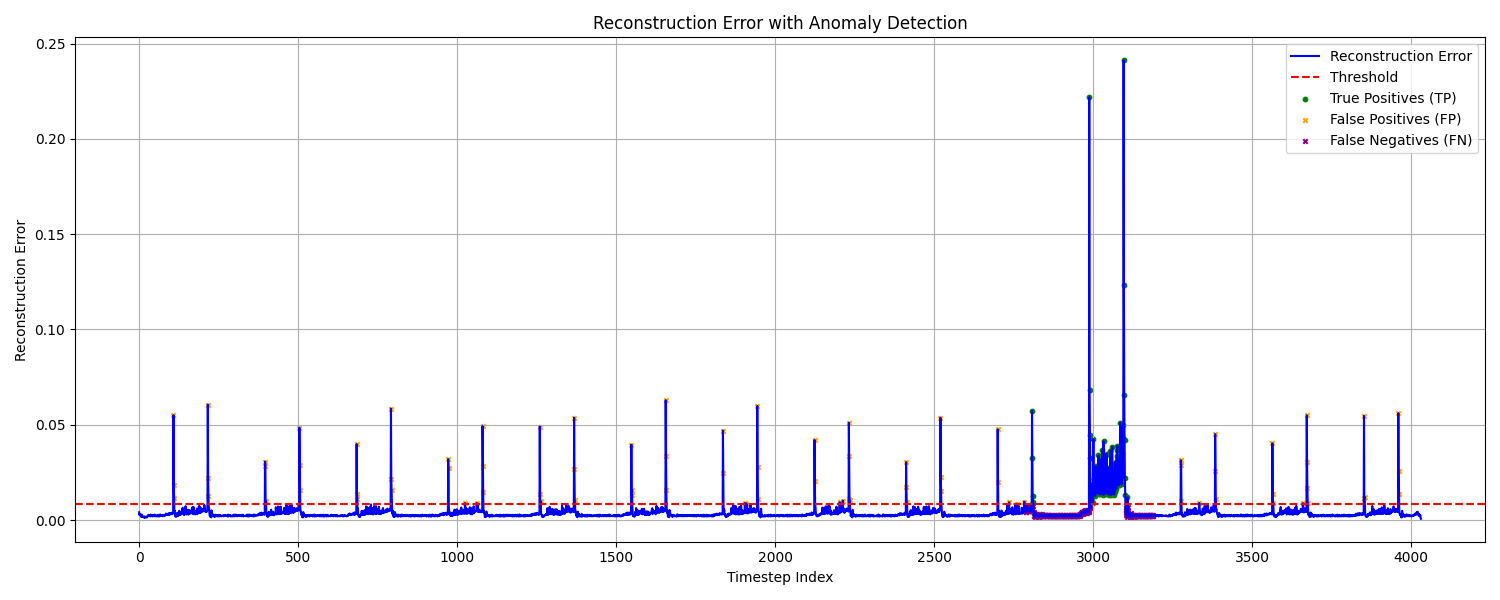 Reconstruction Error with Anomaly Detection
0.25
0.20
0.15
0.10
0.05
0.00
Reconstruction Error
Reconstruction Error
Threshold
True Positives (TP)
False Positives (FP)
False Negatives (FN)
0 500 1000 1500 2000 2500 3000 3500 4000
Timestep Index